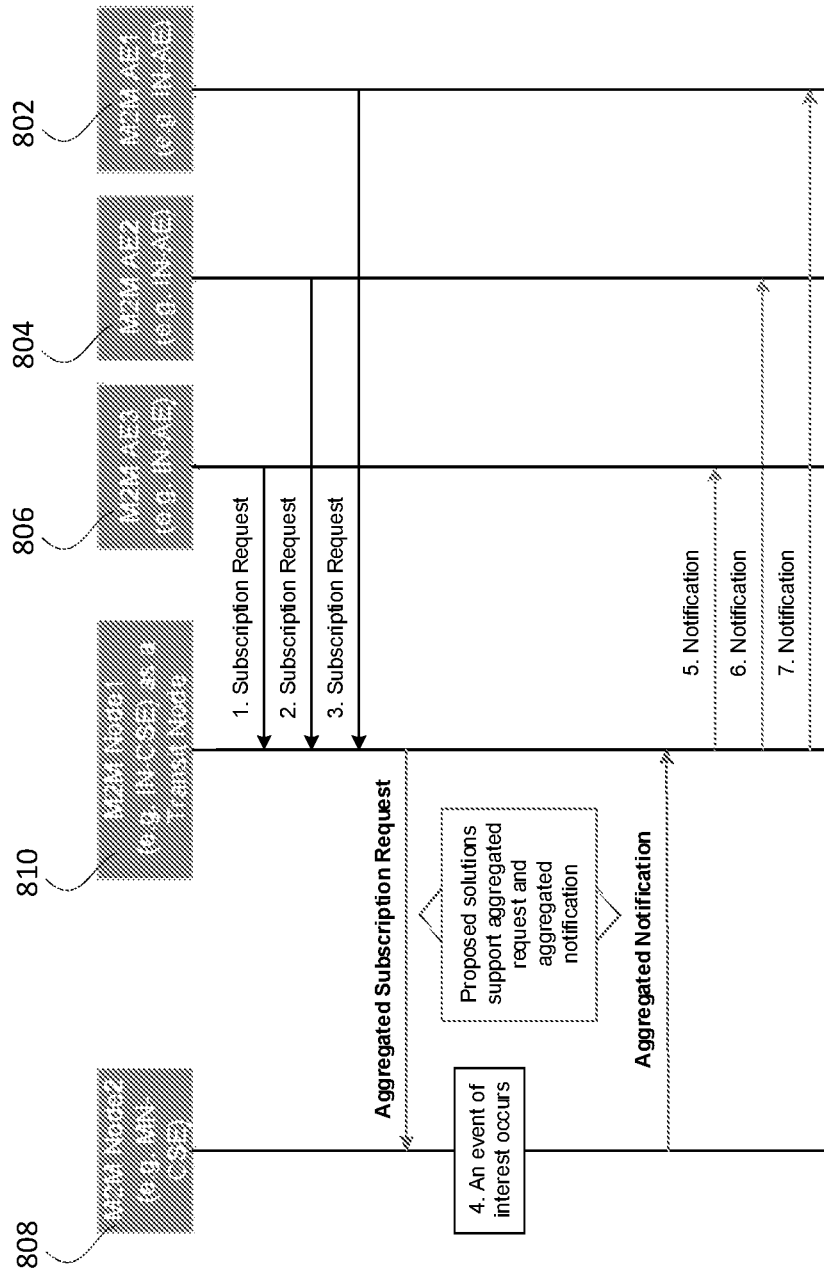 808
810
806
804
802
M2M Node2
(e.g. MN-
CSE)
M2M Node1
(e.g. IN-CSE) as a
Transit Node
M2M AE3
(e.g. IN-AE)
M2M AE2
(e.g. IN-AE)
M2M AE1
(e.g. IN-AE)
1. Subscription Request
2. Subscription Request
3. Subscription Request
Aggregated Subscription Request
Proposed solutions
support aggregated
request and
aggregated
notification
4. An event of
interest occurs
Aggregated Notification
5. Notification
6. Notification
7. Notification